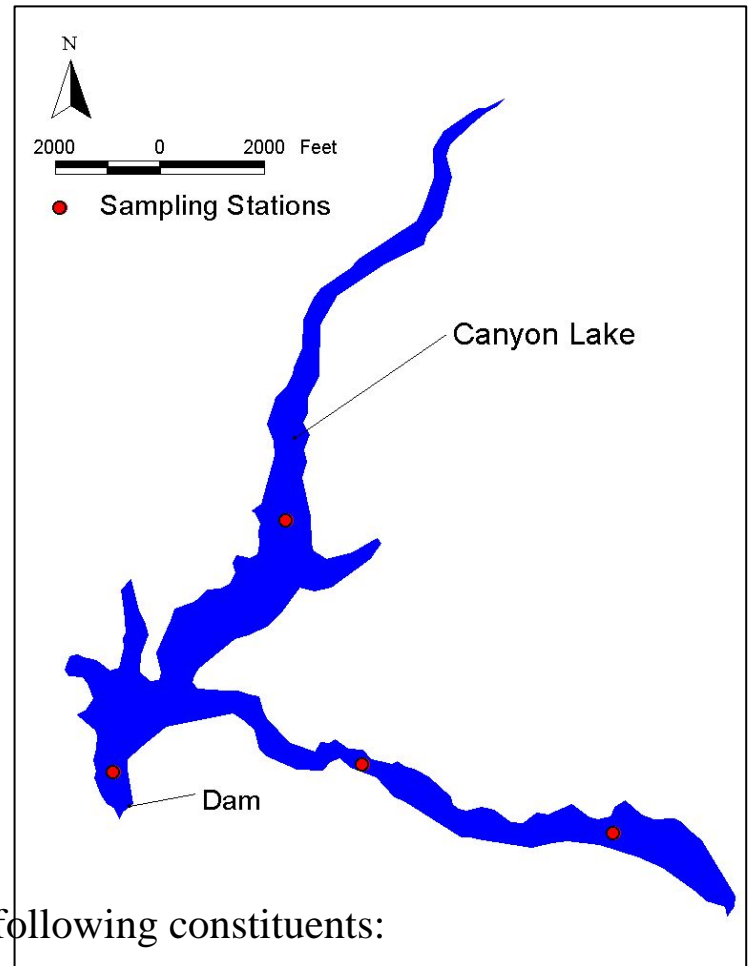 N
2000 0 2000 Feet
Sampling Stations
Canyon Lake
Dam
following constituents: